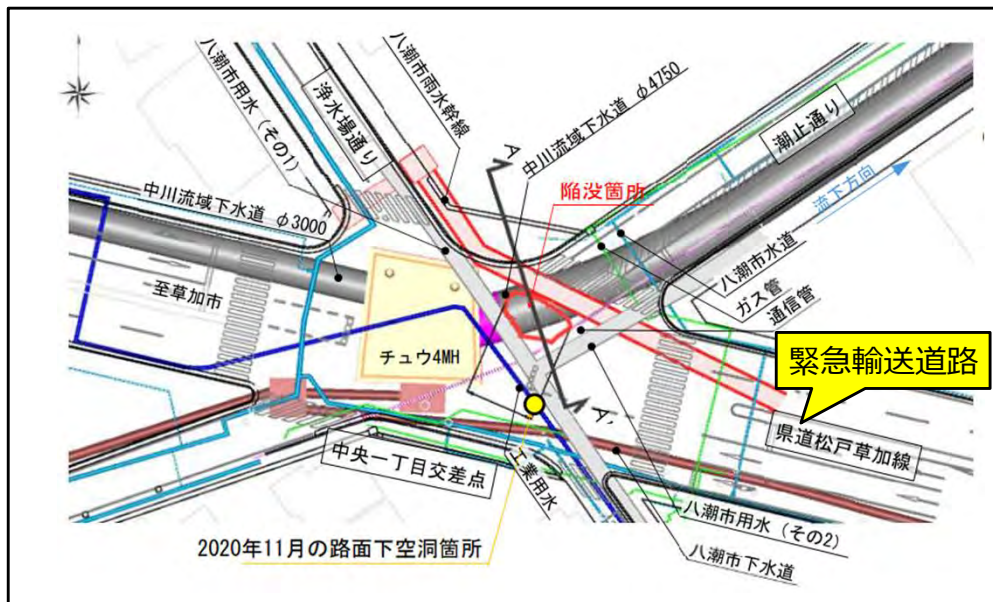 八潮市用水（その1）
浄水場通り
八潮市雨水幹線
A
中川流域下水道 φ4750
潮止通り
陥没箇所
流下方向
中川流域下水道 φ3000
至草加市
八潮市水道
ガス管
通信管
チュウ4MH
緊急輸送道路
A’
県道松戸草加線
中央一丁目交差点
工業用水
八潮市用水（その2）
八潮市下水道
2020年11月の路面下空洞箇所